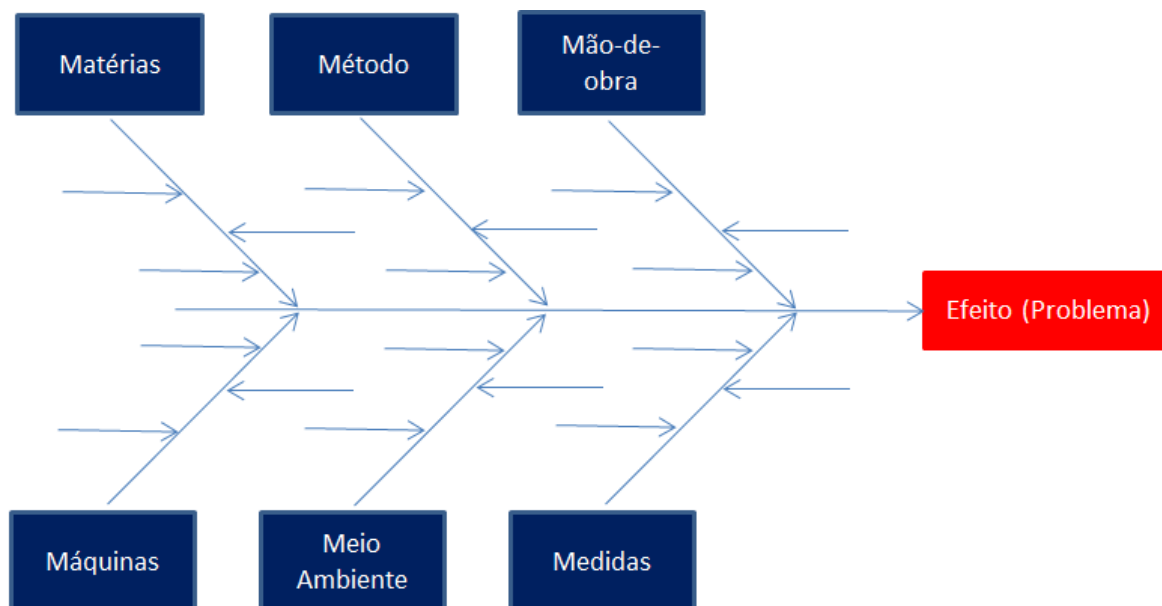 Matérias
Método
Mão-de-
obra
Efeito (Problema)
Máquinas
Meio
Ambiente
Medidas